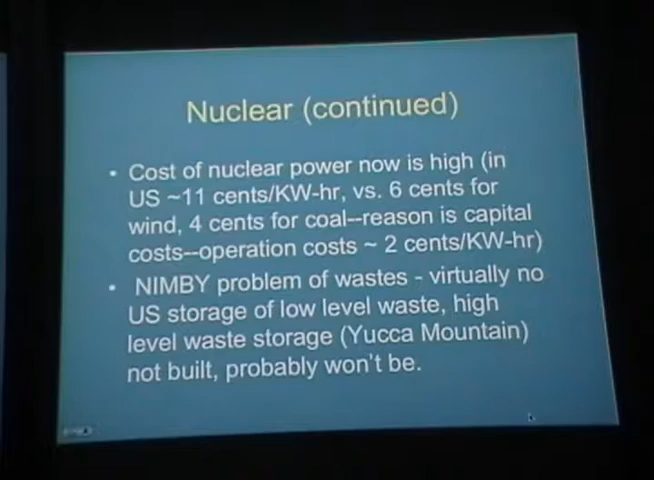 Nuclear (continued)
• Cost of nuclear power now is high (in
US ~11 cents/KW-hr, vs. 6 cents for
wind, 4 cents for coal--reason is capital
costs--operation costs ~ 2 cents/KW-hr)
• NIMBY problem of wastes - virtually no
US storage of low level waste, high
level waste storage (Yucca Mountain)
not built, probably won't be.